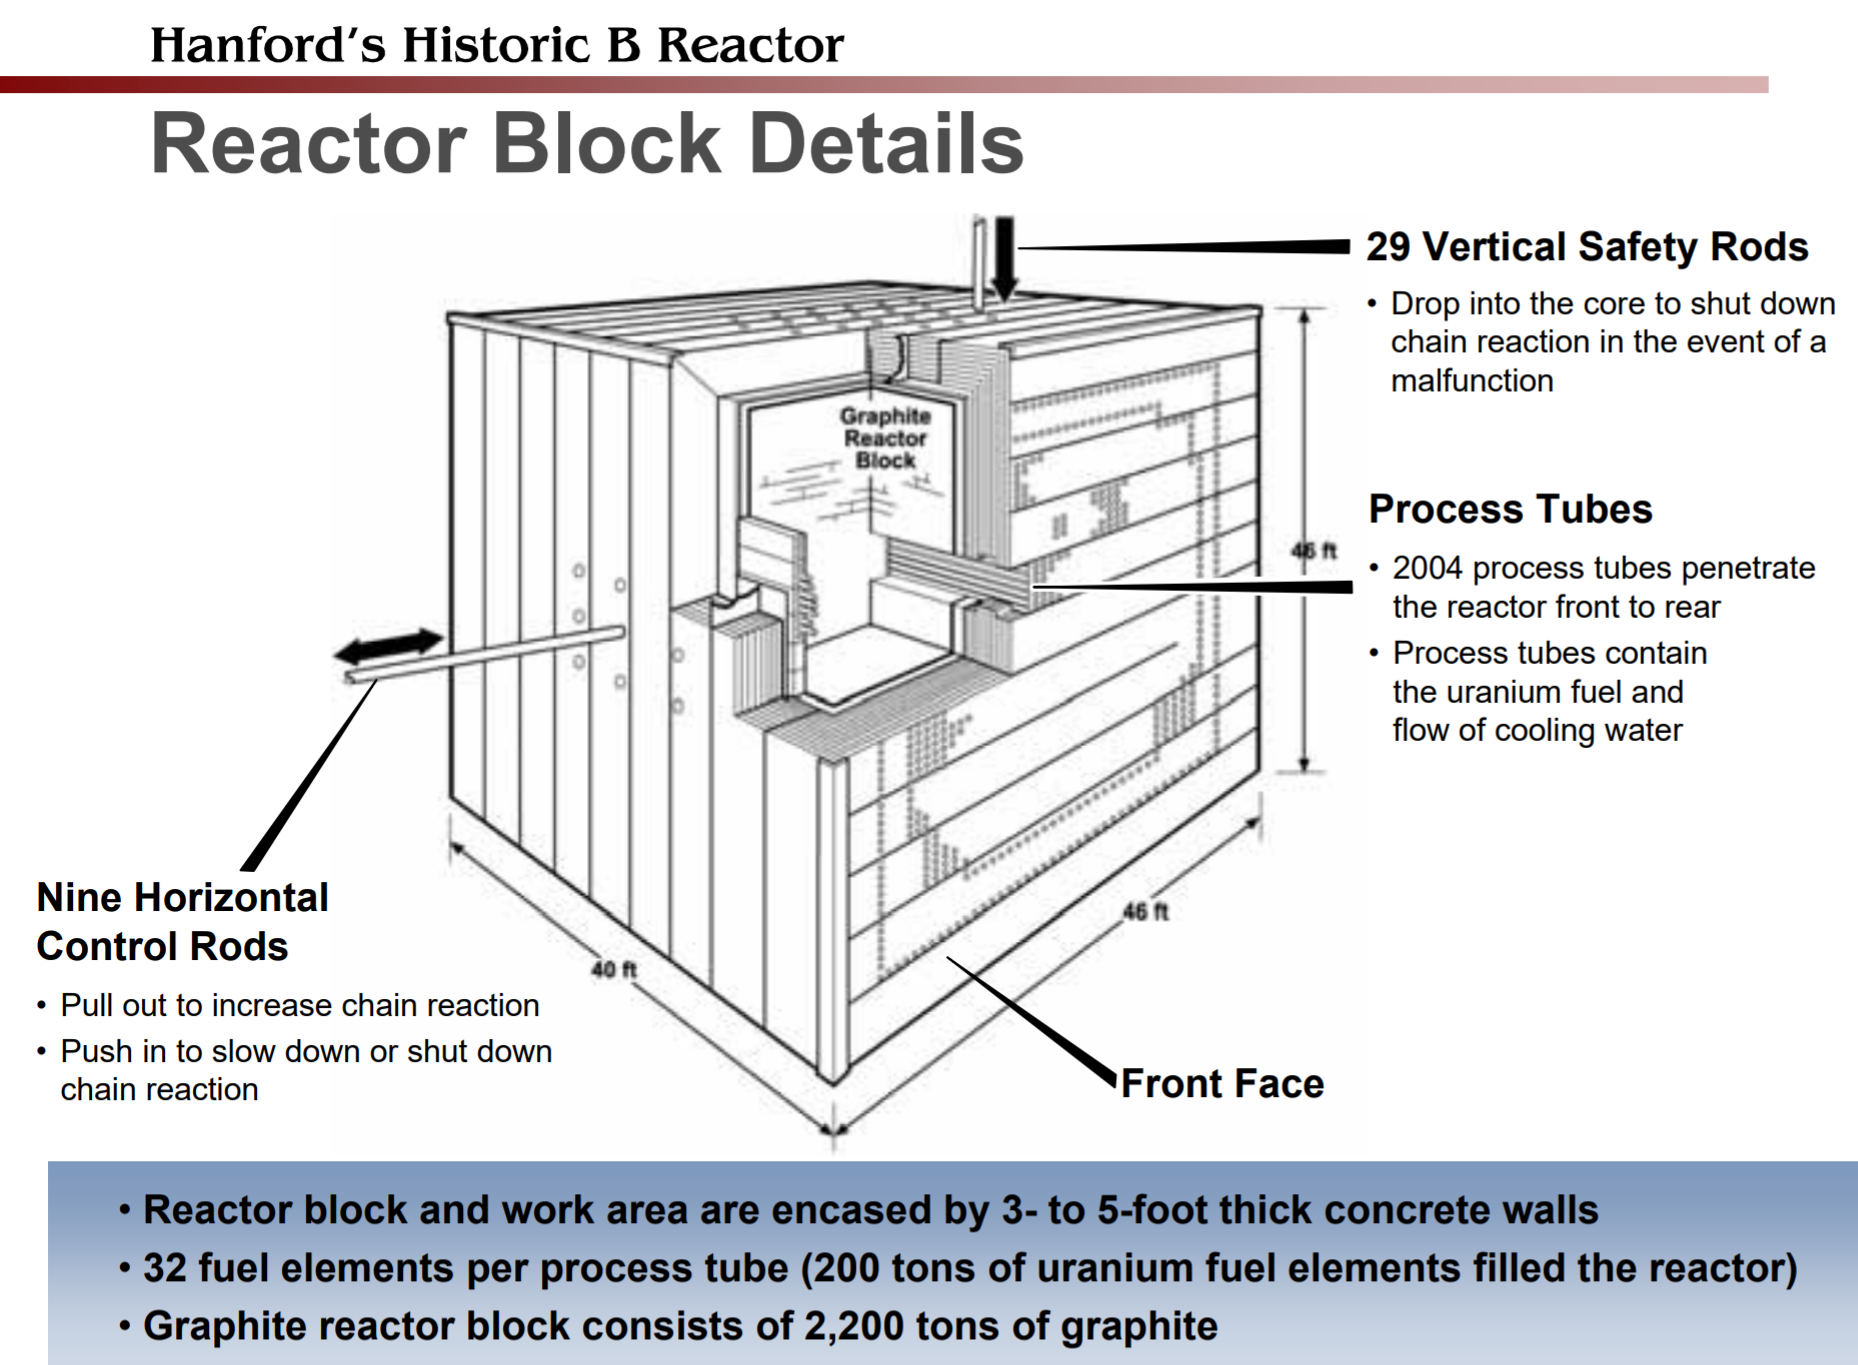 Hanford's Historic B Reactor
Reactor Block Details
29 Vertical Safety Rods
• Drop into the core to shut down
chain reaction in the event of a
malfunction
Graphite
Reactor
Block
Process Tubes
46 ft
• 2004 process tubes penetrate
the reactor front to rear
• Process tubes contain
the uranium fuel and
flow of cooling water
Nine Horizontal
Control Rods
• Pull out to increase chain reaction
• Push in to slow down or shut down
chain reaction
40 ft
46 ft
Front Face
• Reactor block and work area are encased by 3- to 5-foot thick concrete walls
• 32 fuel elements per process tube (200 tons of uranium fuel elements filled the reactor)
• Graphite reactor block consists of 2,200 tons of graphite